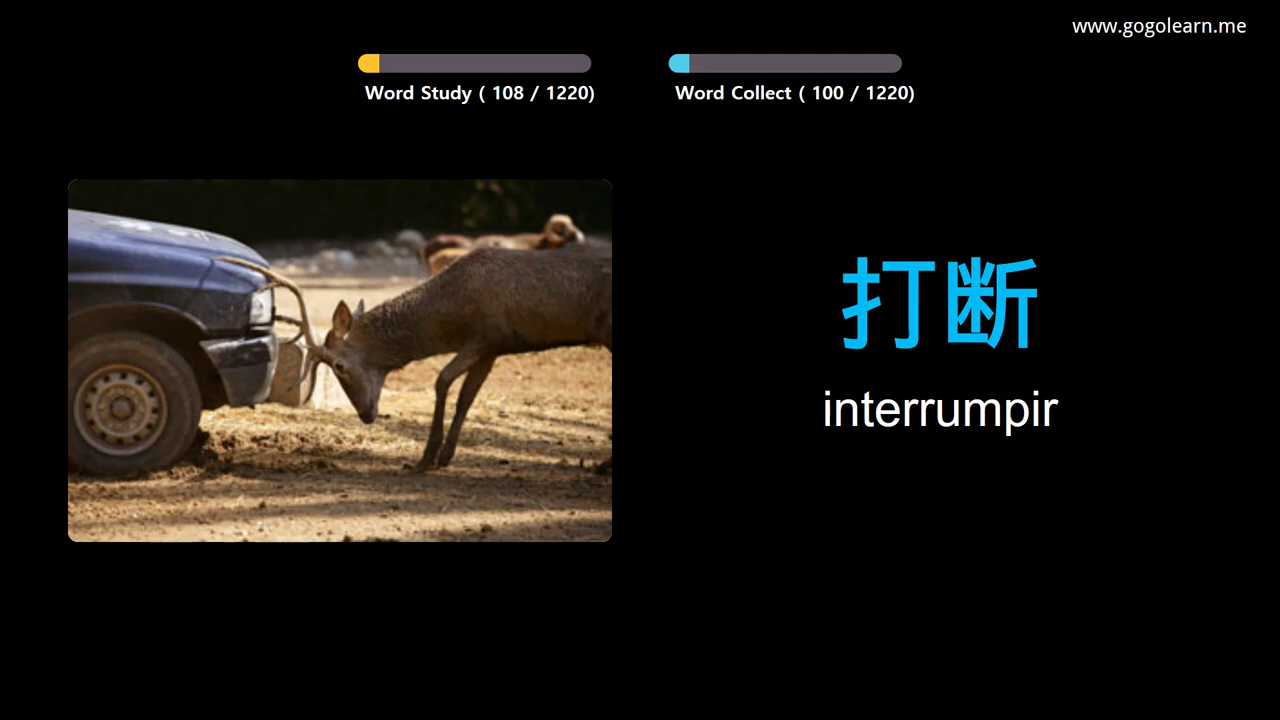 www.gogolearn.me
Word Study ( 108 / 1220)
Word Collect ( 100 / 1220)
打断
interrumpir